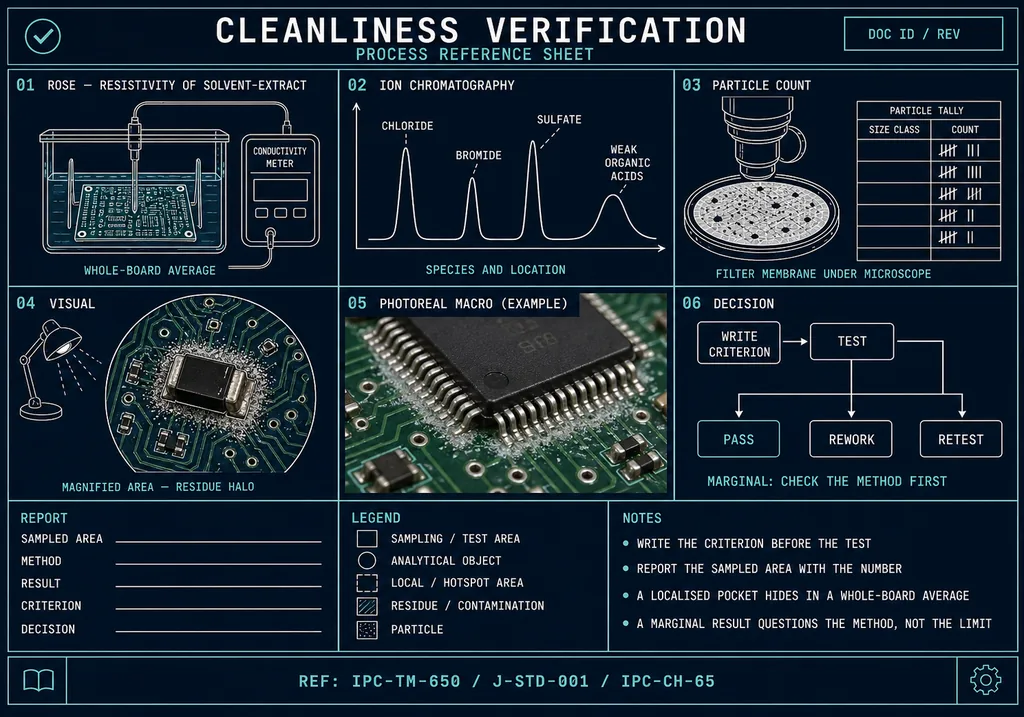 CLEANLINESS VERIFICATION
PROCESS REFERENCE SHEET
DOC ID / REV
01 ROSE — RESISTIVITY OF SOLVENT-EXTRACT
CONDUCTIVITY
METER
WHOLE-BOARD AVERAGE
02 ION CHROMATOGRAPHY
CHLORIDE
BROMIDE
SULFATE
WEAK
ORGANIC
ACIDS
SPECIES AND LOCATION
03 PARTICLE COUNT
PARTICLE TALLY
SIZE CLASS COUNT
FILTER MEMBRANE UNDER MICROSCOPE
04 VISUAL
MAGNIFIED AREA — RESIDUE HALO
05 PHOTOREAL MACRO (EXAMPLE)
06 DECISION
WRITE
CRITERION
TEST
PASS
REWORK
RETEST
MARGINAL: CHECK THE METHOD FIRST
REPORT
SAMPLED AREA
METHOD
RESULT
CRITERION
DECISION
LEGEND
SAMPLING / TEST AREA
ANALYTICAL OBJECT
LOCAL / HOTSPOT AREA
RESIDUE / CONTAMINATION
PARTICLE
NOTES
• WRITE THE CRITERION BEFORE THE TEST
• REPORT THE SAMPLED AREA WITH THE NUMBER
• A LOCALISED POCKET HIDES IN A WHOLE-BOARD AVERAGE
• A MARGINAL RESULT QUESTIONS THE METHOD, NOT THE LIMIT
REF: IPC-TM-650 / J-STD-001 / IPC-CH-65